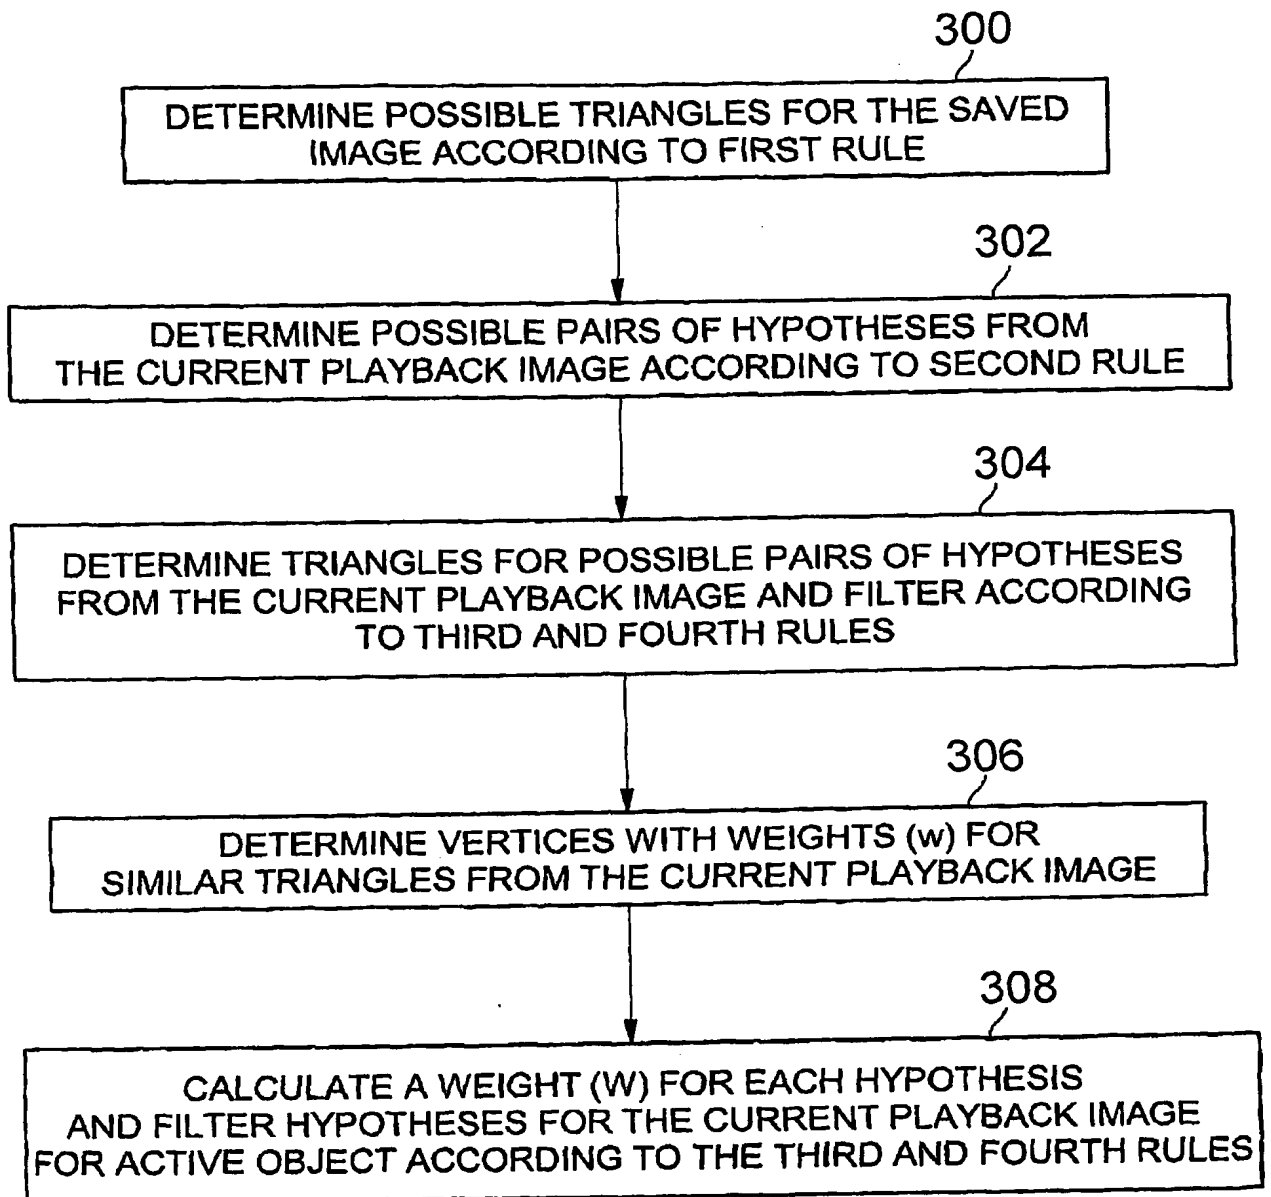 300
DETERMINE POSSIBLE TRIANGLES FOR THE SAVED
IMAGE ACCORDING TO FIRST RULE
302
DETERMINE POSSIBLE PAIRS OF HYPOTHESES FROM
THE CURRENT PLAYBACK IMAGE ACCORDING TO SECOND RULE
304
DETERMINE TRIANGLES FOR POSSIBLE PAIRS OF HYPOTHESES
FROM THE CURRENT PLAYBACK IMAGE AND FILTER ACCORDING
TO THIRD AND FOURTH RULES
306
DETERMINE VERTICES WITH WEIGHTS (w) FOR
SIMILAR TRIANGLES FROM THE CURRENT PLAYBACK IMAGE
308
CALCULATE A WEIGHT (W) FOR EACH HYPOTHESIS
AND FILTER HYPOTHESES FOR THE CURRENT PLAYBACK IMAGE
FOR ACTIVE OBJECT ACCORDING TO THE THIRD AND FOURTH RULES